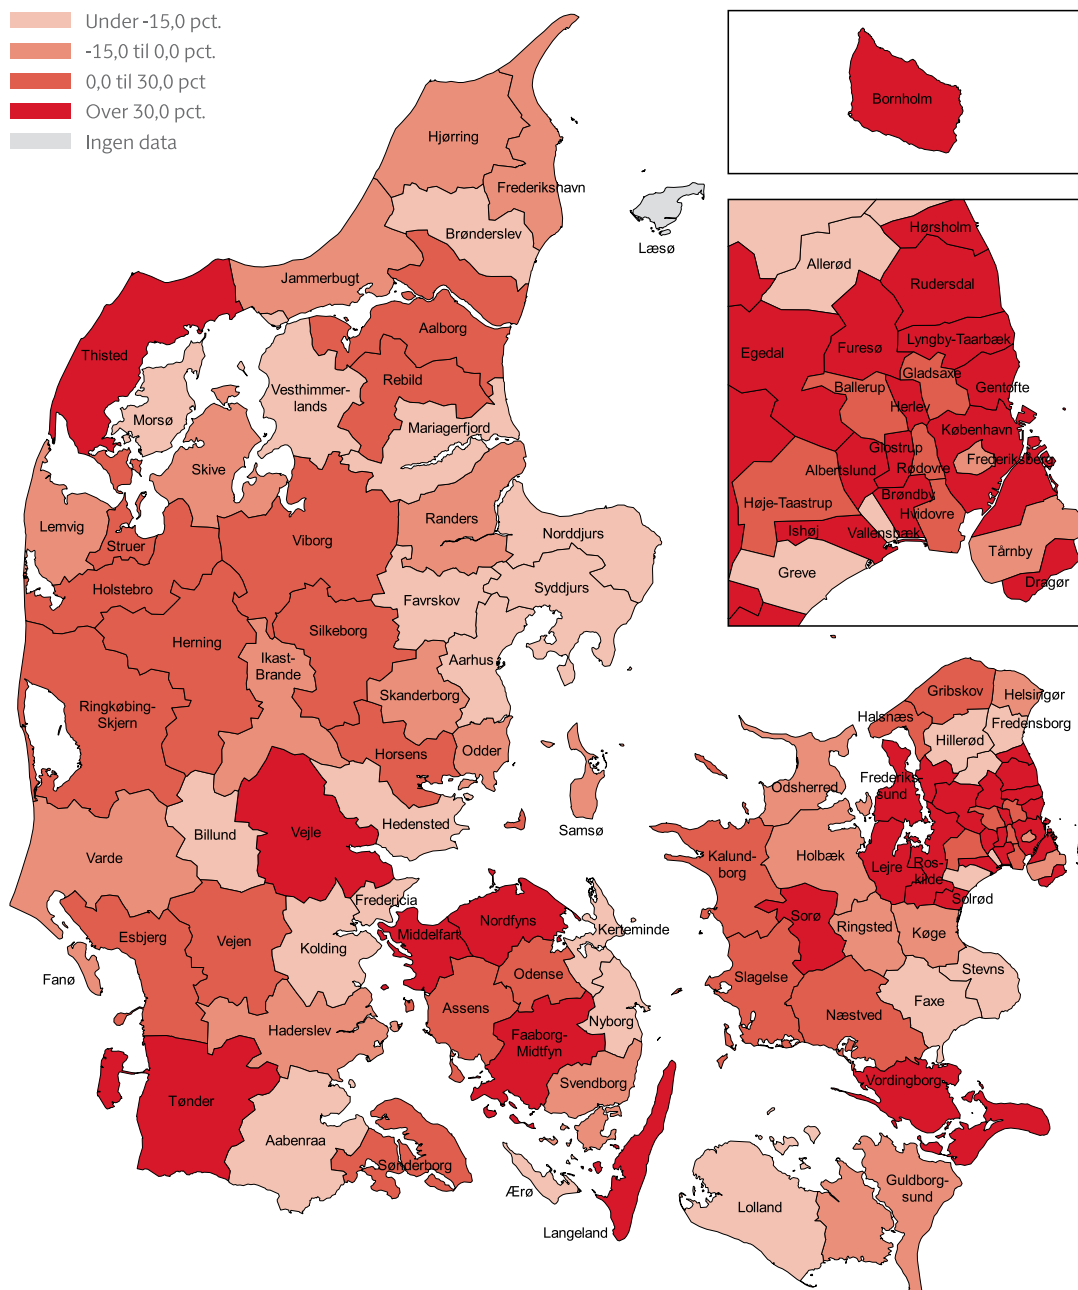 Under -15,0 pct.
-15,0 til 0,0 pct.
0,0 til 30,0 pct
Over 30,0 pct.
Ingen data
Bornholm
Hjørring
Frederikshavn
Brønderslev
Læsø
Jammerbugt
Aalborg
Thisted
Rebild
Vesthimmer-
lands
Morsø
Mariagerfjord
Skive
Lemvig
Randers
Norddjurs
Struer
Viborg
Holstebro
Favrskov
Syddjurs
Herning
Silkeborg
Ikast-
Brande
Aarhus
Skanderborg
Ringkøbing-
Skjern
Horsens
Odder
Samsø
Hedensted
Billund
Vejle
Varde
Fredericia
Esbjerg
Vejen
Kolding
Fanø
Haderslev
Tønder
Aabenraa
Sønderborg
Middelfart
Nordfyns
Kerteminde
Odense
Assens
Nyborg
Faaborg-
Midtfyn
Svendborg
Ærø
Langeland
Hørsholm
Allerød
Rudersdal
Egedal
Furesø
Lyngby-Taarbæk
Gladsaxe
Ballerup
Gentofte
Herlev
København
Glostrup
Frederiksberg
Albertslund
Rødovre
Høje-Taastrup
Brøndby
Hvidovre
Ishøj
Vallensbæk
Greve
Tårnby
Dragør
Gribskov
Helsingør
Halsnæs
Fredensborg
Hillerød
Frederiks-
sund
Odsherred
Kalund-
borg
Holbæk
Lejre
Ros-
kilde
Solrød
Sorø
Ringsted
Køge
Slagelse
Stevns
Faxe
Næstved
Vordingborg
Guldborg-
sund
Lolland